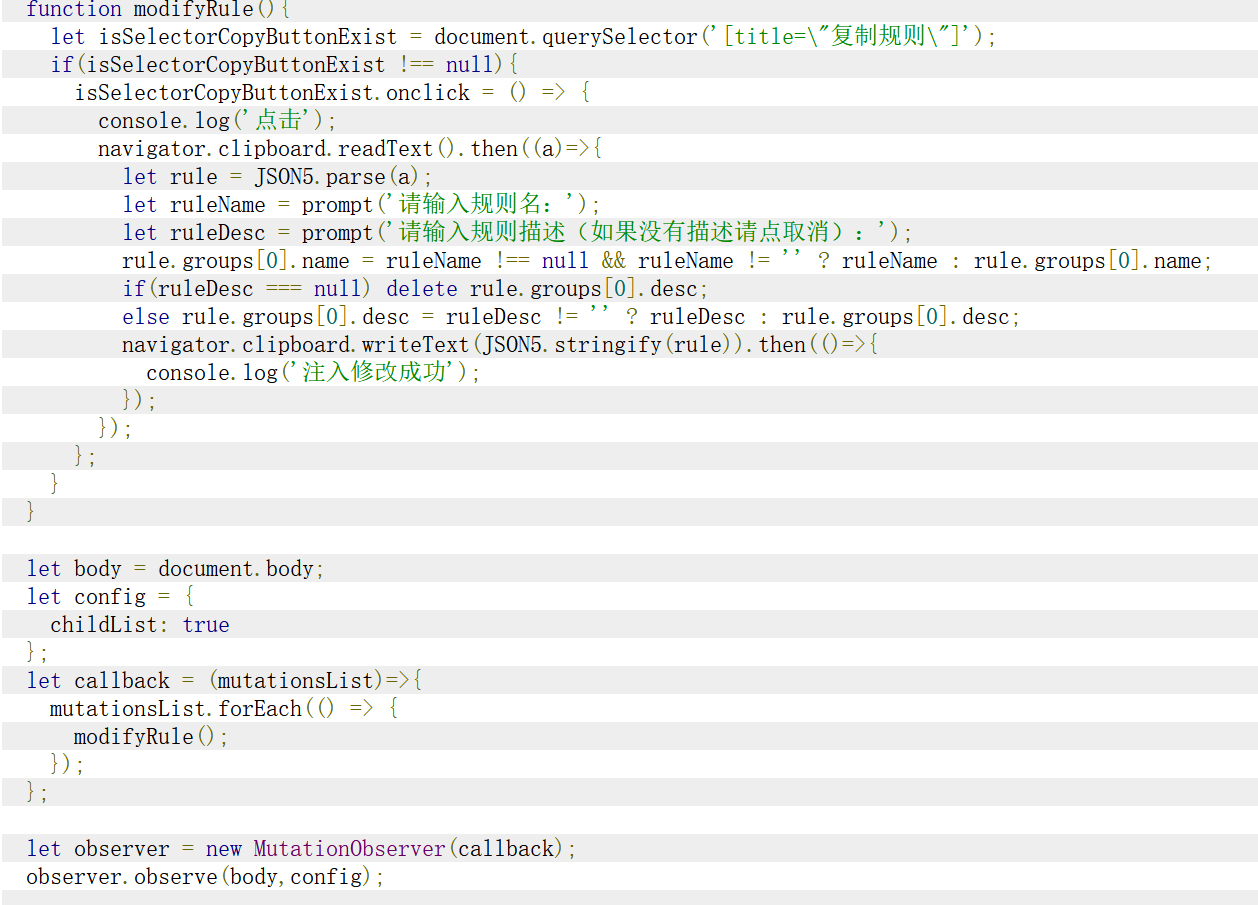 function modifyRule(){
  let isSelectorCopyButtonExist = document.querySelector('[title=\"复制规则\"]');
  if(isSelectorCopyButtonExist !== null){
    isSelectorCopyButtonExist.onclick = () => {
      console.log('点击');
      navigator.clipboard.readText().then((a)=>{
        let rule = JSON5.parse(a);
        let ruleName = prompt('请输入规则名：');
        let ruleDesc = prompt('请输入规则描述（如果没有描述请点取消）：');
        rule.groups[0].name = ruleName !== null && ruleName != '' ? ruleName : rule.groups[0].name;
        if(ruleDesc === null) delete rule.groups[0].desc;
        else rule.groups[0].desc = ruleDesc != '' ? ruleDesc : rule.groups[0].desc;
        navigator.clipboard.writeText(JSON5.stringify(rule)).then(()=>{
          console.log('注入修改成功');
        });
      });
    };
  }
}
let body = document.body;
let config = {
  childList: true
};
let callback = (mutationsList)=>{
  mutationsList.forEach(() => {
    modifyRule();
  });
};
let observer = new MutationObserver(callback);
observer.observe(body,config);